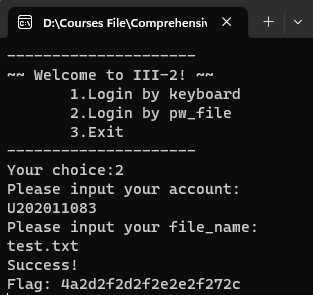 D:\Courses File\Comprehensiv
--------------------
~~ Welcome to III-2! ~~
1.Login by keyboard
2.Login by pw_file
3.Exit
--------------------
Your choice:2
Please input your account:
U202011083
Please input your file_name:
test.txt
Success!
Flag: 4a2d2f2d2f2e2e2f272c